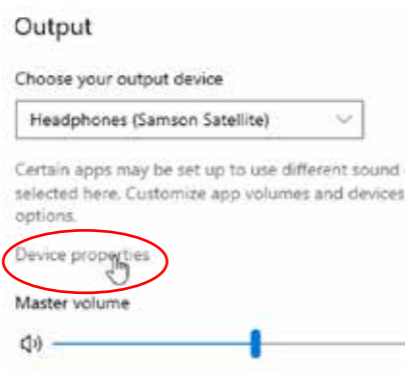 Output
Choose your output device
Headphones (Samson Satellite)
Certain apps may be set up to use different sound
selected here. Customize app volumes and devices
options.
Device properties
Master volume